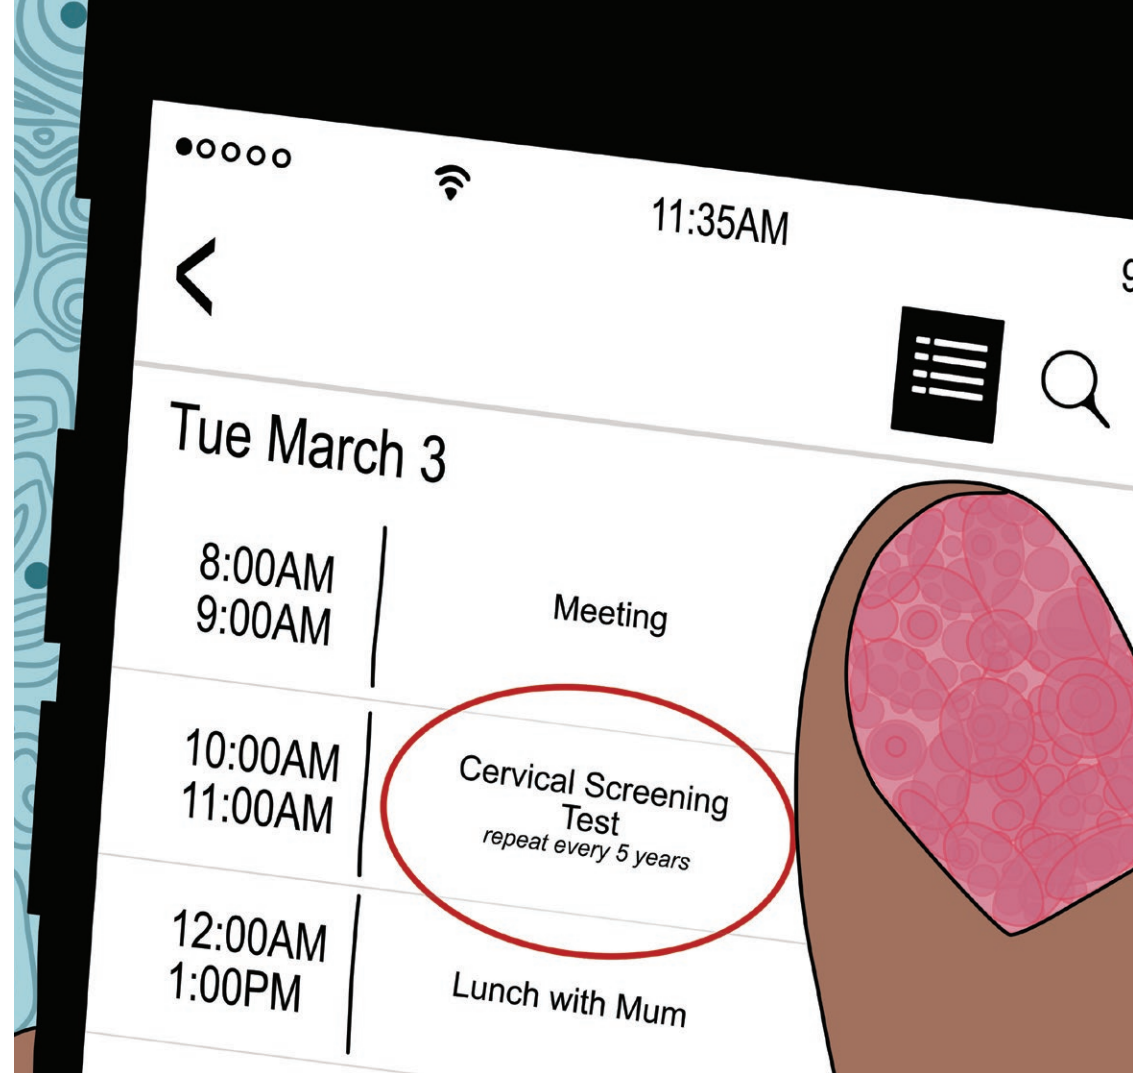 11:35AM
9
Tue March 3
8:00AM
9:00AM
Meeting
10:00AM
11:00AM
Cervical Screening
Test
repeat every 5 years
12:00AM
1:00PM
Lunch with Mum